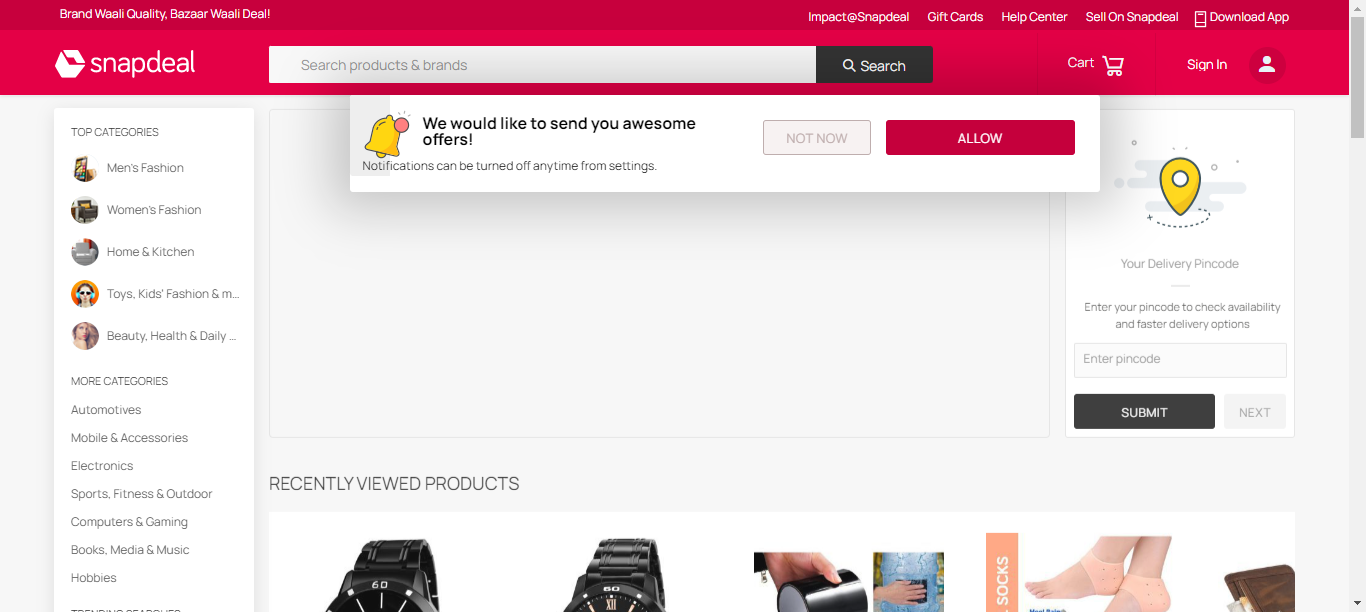 Brand Waali Quality, Bazaar Waali Deal!
Impact@Snapdeal
Gift Cards
Help Center
Sell On Snapdeal
Download App
snapdeal
Search products & brands
Search
Cart
Sign In
We would like to send you awesome
offers!
Notifications can be turned off anytime from settings.
NOT NOW
ALLOW
TOP CATEGORIES
Men's Fashion
Women's Fashion
Home & Kitchen
Toys, Kids' Fashion & m...
Beauty, Health & Daily ...
MORE CATEGORIES
Automotives
Mobile & Accessories
Electronics
Sports, Fitness & Outdoor
Computers & Gaming
Books, Media & Music
Hobbies
Your Delivery Pincode
Enter your pincode to check availability
and faster delivery options
Enter pincode
SUBMIT
NEXT
RECENTLY VIEWED PRODUCTS
60
60
XII
SOCKS